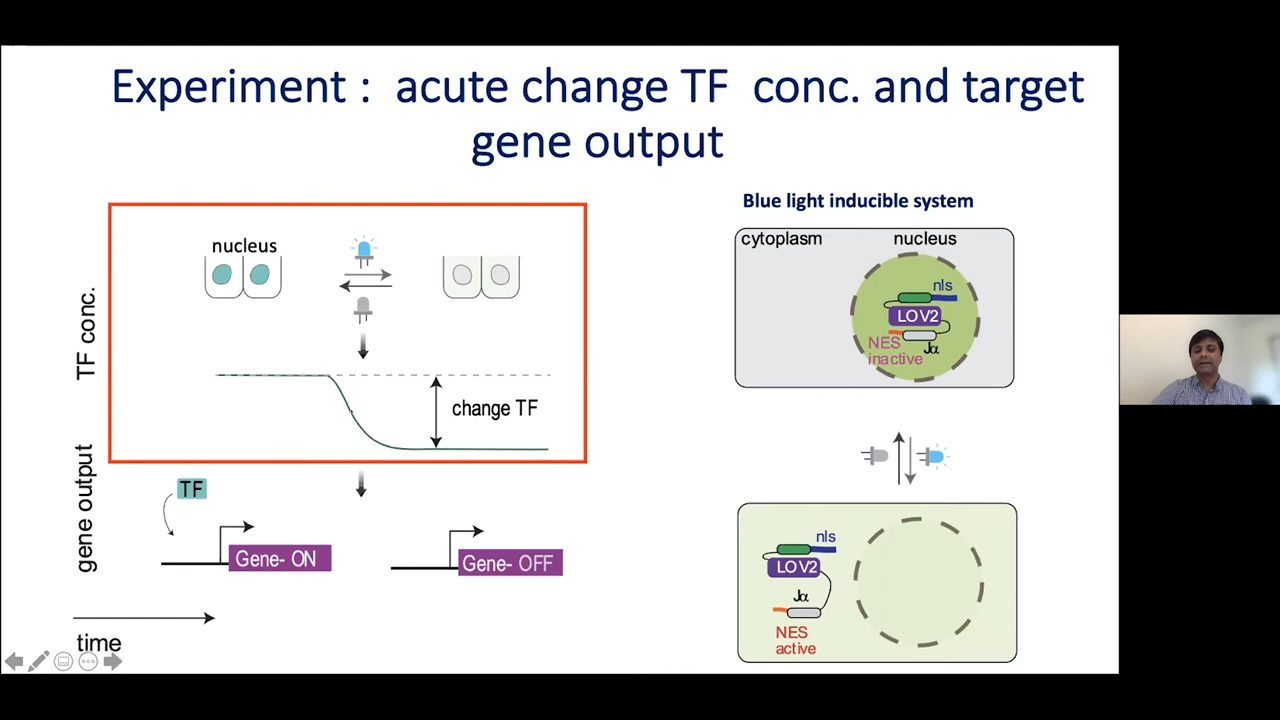 Experiment : acute change TF conc. and target
gene output
Blue light inducible system
nucleus
TF conc.
change TF
gene output
TF
Gene- ON
Gene- OFF
time
cytoplasm
nucleus
nls
LOV2
NES
inactive
Jα
nls
LOV2
Jα
NES
active